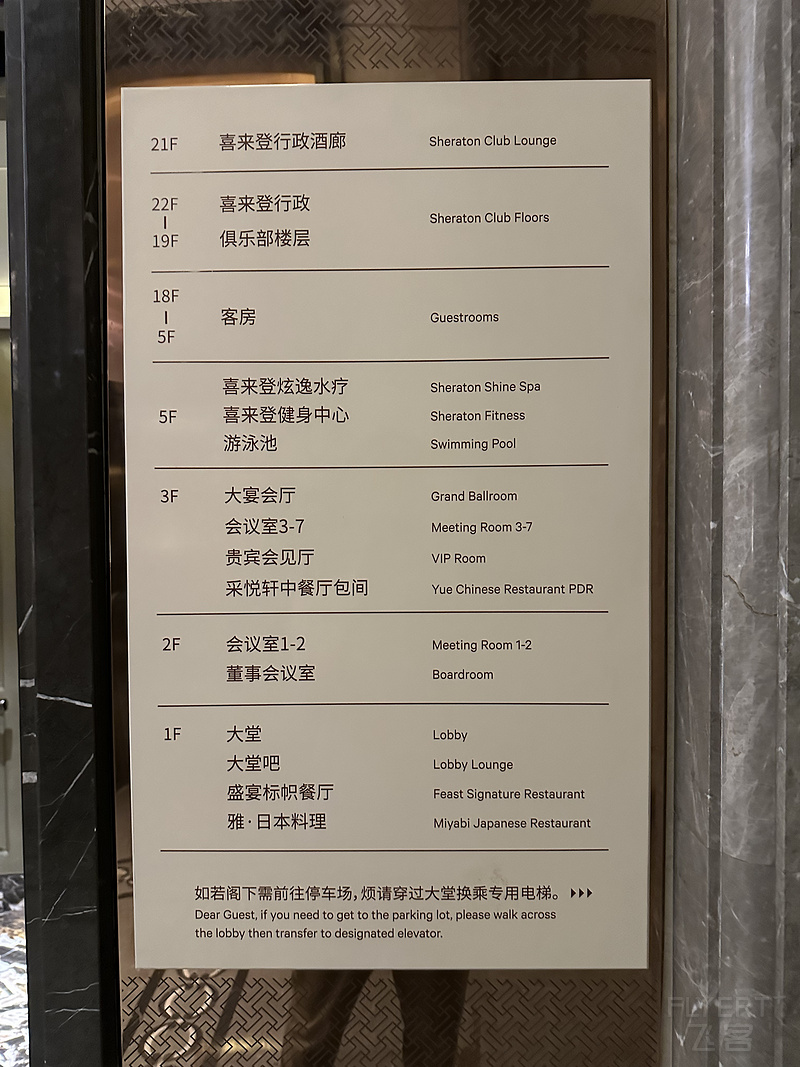 21F 喜来登行政酒廊 Sheraton Club Lounge
22F 喜来登行政
Sheraton Club Floors
19F 俱乐部楼层
18F
客房 Guestrooms
5F
喜来登炫逸水疗 Sheraton Shine Spa
5F 喜来登健身中心 Sheraton Fitness
游泳池 Swimming Pool
3F 大宴会厅 Grand Ballroom
会议室3-7 Meeting Room 3-7
贵宾会见厅 VIP Room
采悦轩中餐厅包间 Yue Chinese Restaurant PDR
2F 会议室1-2 Meeting Room 1-2
董事会议室 Boardroom
1F 大堂 Lobby
大堂吧 Lobby Lounge
盛宴标帜餐厅 Feast Signature Restaurant
雅·日本料理 Miyabi Japanese Restaurant
如若阁下需前往停车场,烦请穿过大堂换乘专用电梯。
Dear Guest, if you need to get to the parking lot, please walk across
the lobby then transfer to designated elevator.
FLYERT
飞客